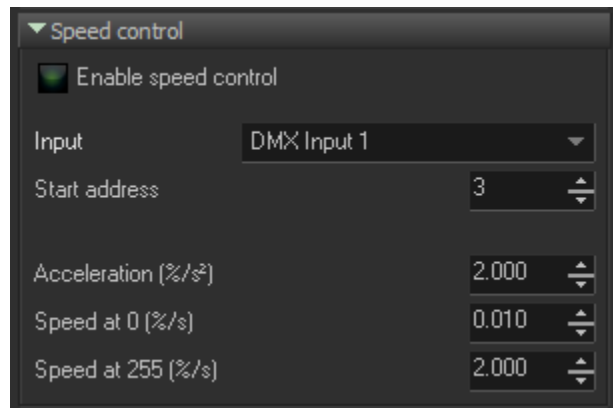 Speed control
Enable speed control
Input DMX Input 1
Start address 3
Acceleration (%/s²) 2.000
Speed at 0 (%/s) 0.010
Speed at 255 (%/s) 2.000